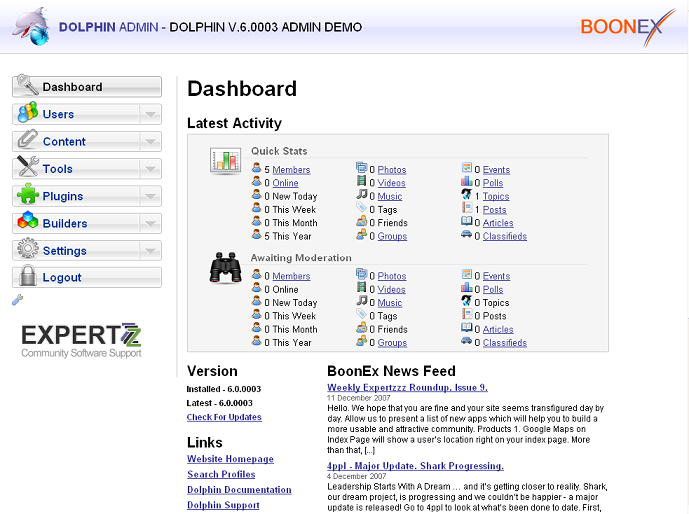 DOLPHIN ADMIN - DOLPHIN V.6.0003 ADMIN DEMO
BOONEX
Dashboard
Users
Content
Tools
Plugins
Builders
Settings
Logout
EXPERTZZ
Community Software Support
Dashboard
Latest Activity
Quick Stats
5 Members 0 Photos 0 Events
0 Online 0 Videos 0 Polls
0 New Today 0 Music 1 Topics
0 This Week 0 Tags 1 Posts
0 This Month 0 Friends 0 Articles
5 This Year 0 Groups 0 Classifieds
Awaiting Moderation
0 Members 0 Photos 0 Events
0 Online 0 Videos 0 Polls
0 New Today 0 Music 0 Topics
0 This Week 0 Tags 0 Posts
0 This Month 0 Friends 0 Articles
0 This Year 0 Groups 0 Classifieds
Version
Installed - 6.0.0003
Latest - 6.0.0003
Check For Updates
Links
Website Homepage
Search Profiles
Dolphin Documentation
Dolphin Support
BoonEx News Feed
Weekly Expertzzz Roundup. Issue 9.
11 December 2007
Hello. We hope that you are fine and your site seems transfigured day by
day. Allow us to present a list of new apps which will help you to build a
more usable and attractive community. Products 1. Google Maps on
Index Page will show a user's location right on your index page. More
than that, [...]
4ppl - Major Update. Shark Progressing.
4 December 2007
Leadership Starts With A Dream … and it's getting closer to reality. Shark,
our dream project, is progressing and we couldn't be happier - a major
update is released! Go to 4ppl to look at what's been done to date. First,